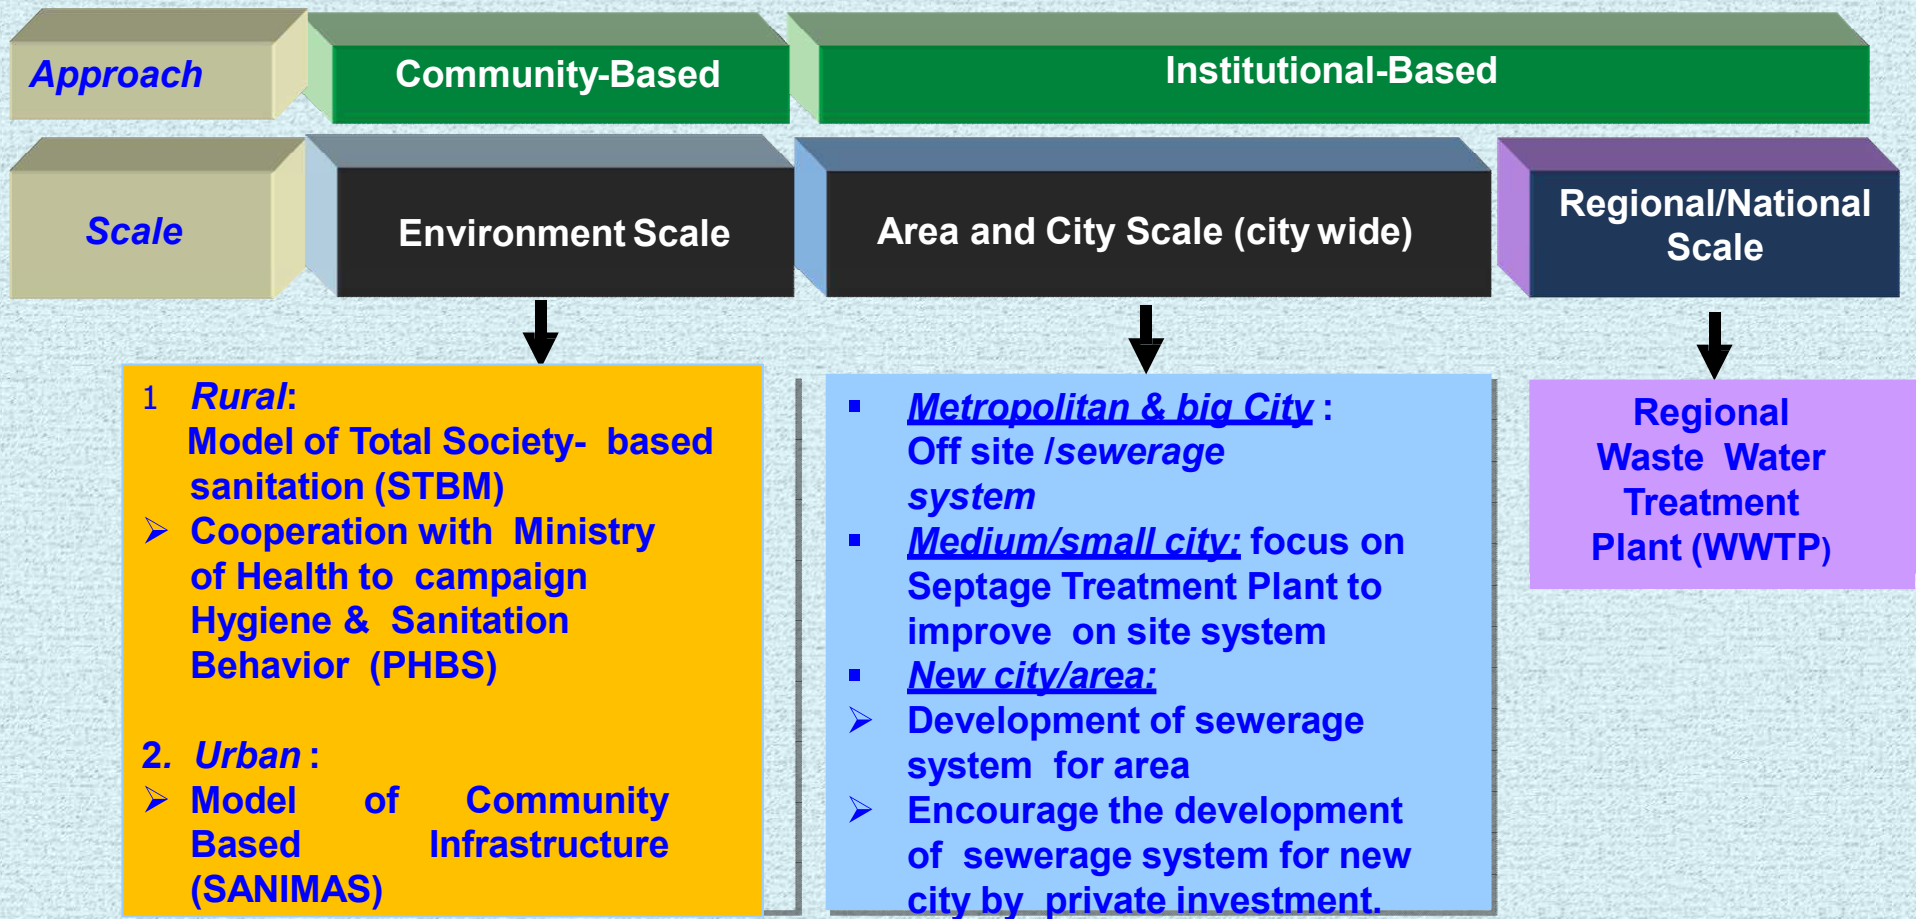 Approach
Community-Based
Institutional-Based
Scale
Environment Scale
Area and City Scale (city wide)
Regional/National
Scale
1 Rural:
Model of Total Society- based
sanitation (STBM)
➢ Cooperation with Ministry
of Health to campaign
Hygiene & Sanitation
Behavior (PHBS)
2. Urban :
➢ Model of Community
Based Infrastructure
(SANIMAS)
▪ Metropolitan & big City :
Off site /sewerage
system
▪ Medium/small city: focus on
Septage Treatment Plant to
improve on site system
▪ New city/area:
➢ Development of sewerage
system for area
➢ Encourage the development
of sewerage system for new
city by private investment.
Regional
Waste Water
Treatment
Plant (WWTP)